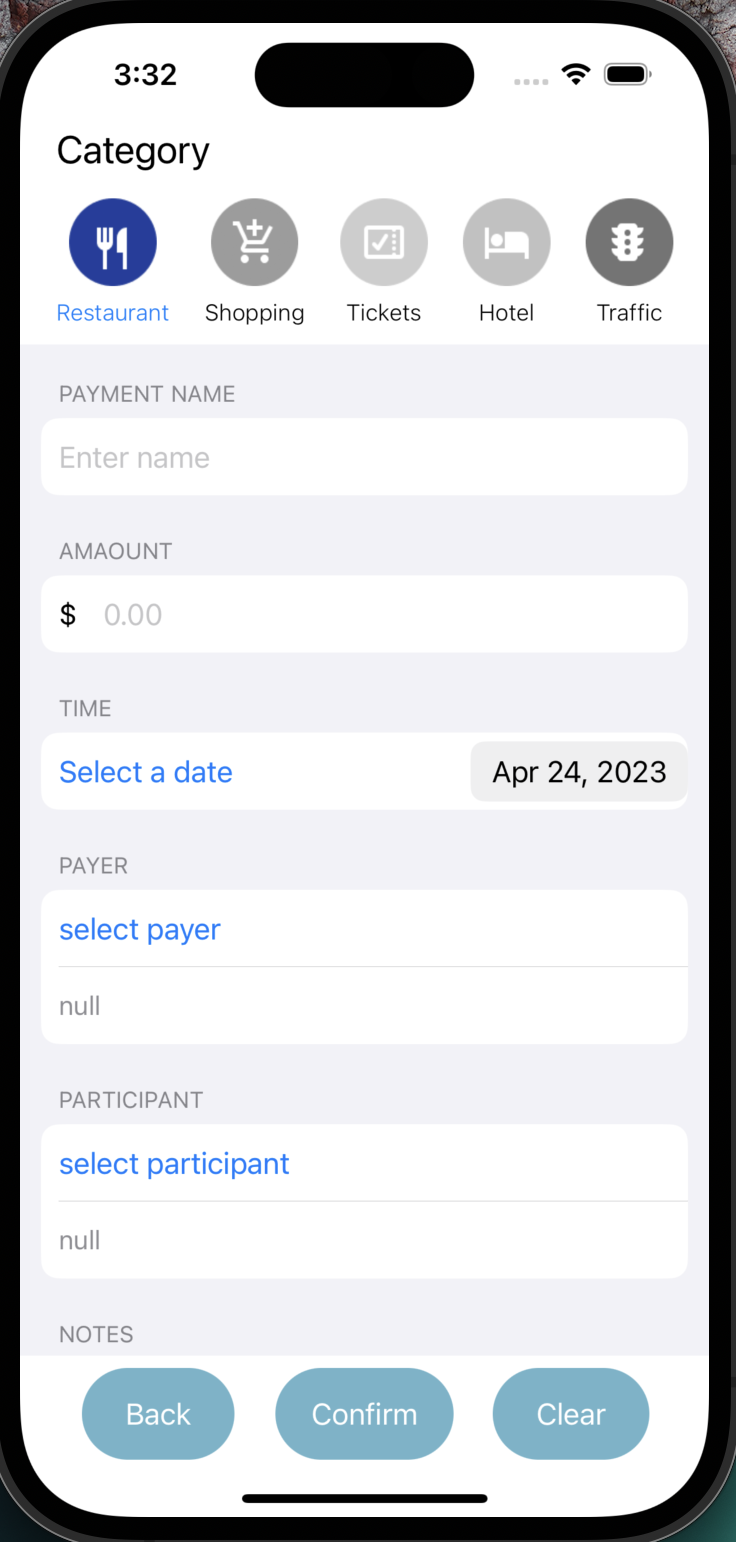 3:32
Category
Restaurant Shopping Tickets Hotel Traffic
PAYMENT NAME
Enter name
AMAOUNT
$ 0.00
TIME
Select a date Apr 24, 2023
PAYER
select payer
null
PARTICIPANT
select participant
null
NOTES
Back Confirm Clear